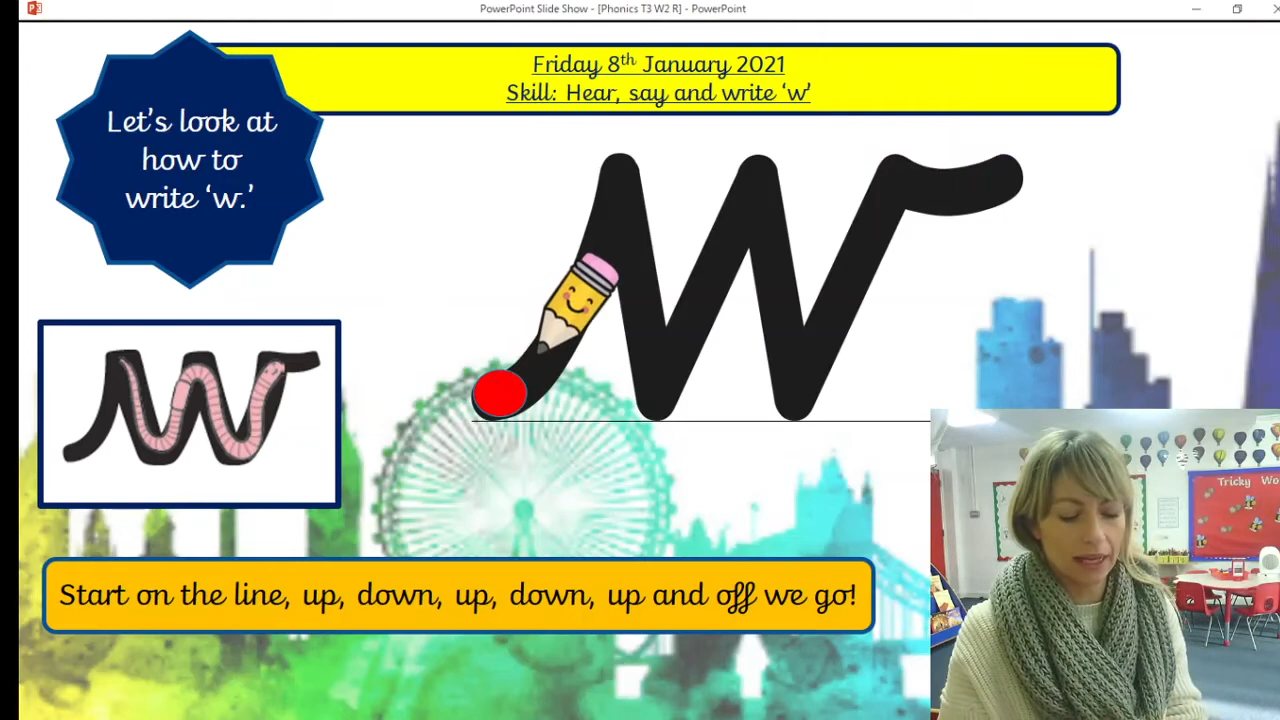 PowerPoint Slide Show - [Phonics T3 W2 R] - PowerPoint
Friday 8th January 2021
Skill: Hear, say and write ‘w’
Let’s look at
how to
write ‘w.’
w
w
Start on the line, up, down, up, down, up and off we go!
Tricky Wo